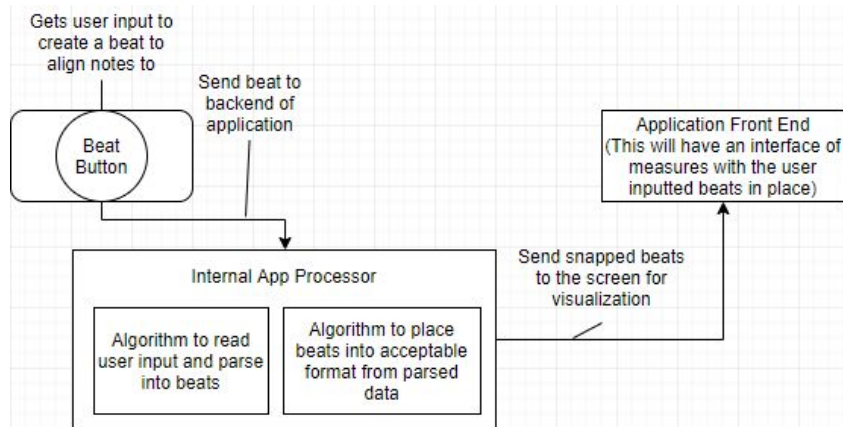 Gets user input to
create a beat to
align notes to
Send beat to
backend of
application
Beat
Button
Application Front End
(This will have an interface of
measures with the user
inputted beats in place)
Internal App Processor
Send snapped beats
to the screen for
visualization
Algorithm to read
user input and parse
into beats
Algorithm to place
beats into acceptable
format from parsed
data